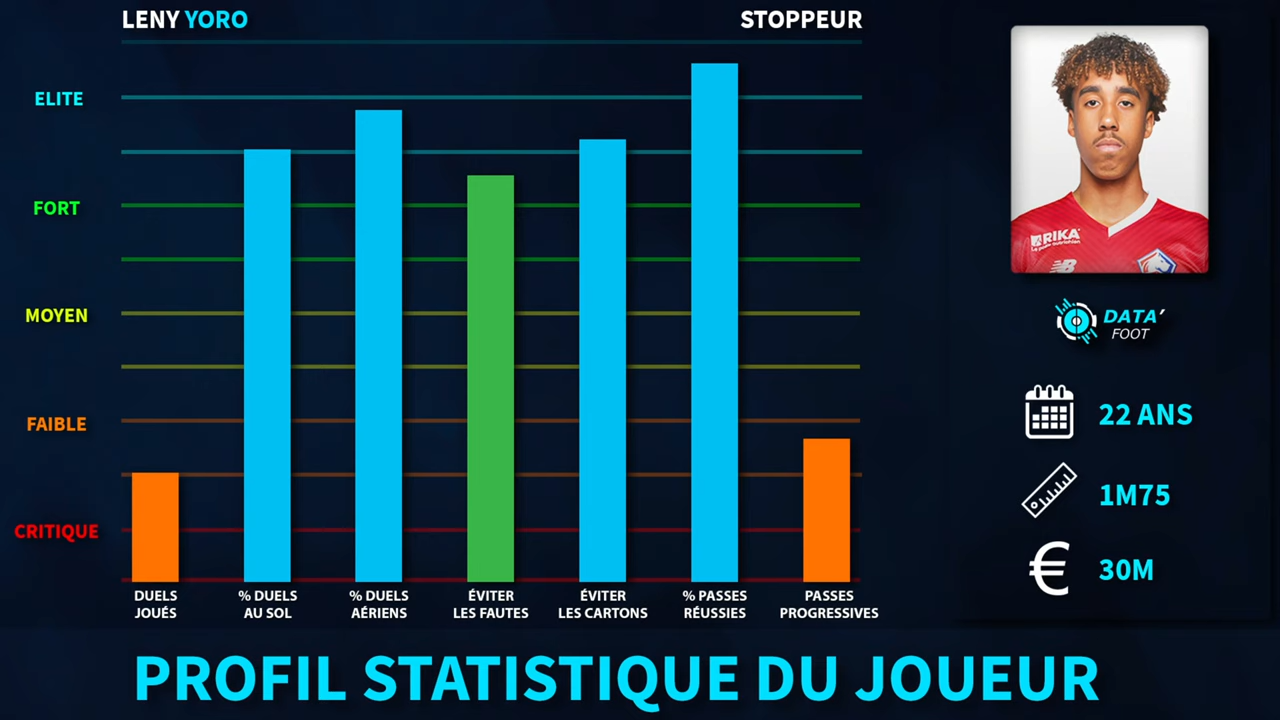 LENY YORO
STOPPEUR
ELITE
FORT
MOYEN
FAIBLE
CRITIQUE
DUELS
JOUÉS
% DUELS
AU SOL
% DUELS
AÉRIENS
ÉVITER
LES FAUTES
ÉVITER
LES CARTONS
% PASSES
RÉUSSIES
PASSES
PROGRESSIVES
RIKA
DATA'
FOOT
22 ANS
1M75
€ 30M
PROFIL STATISTIQUE DU JOUEUR